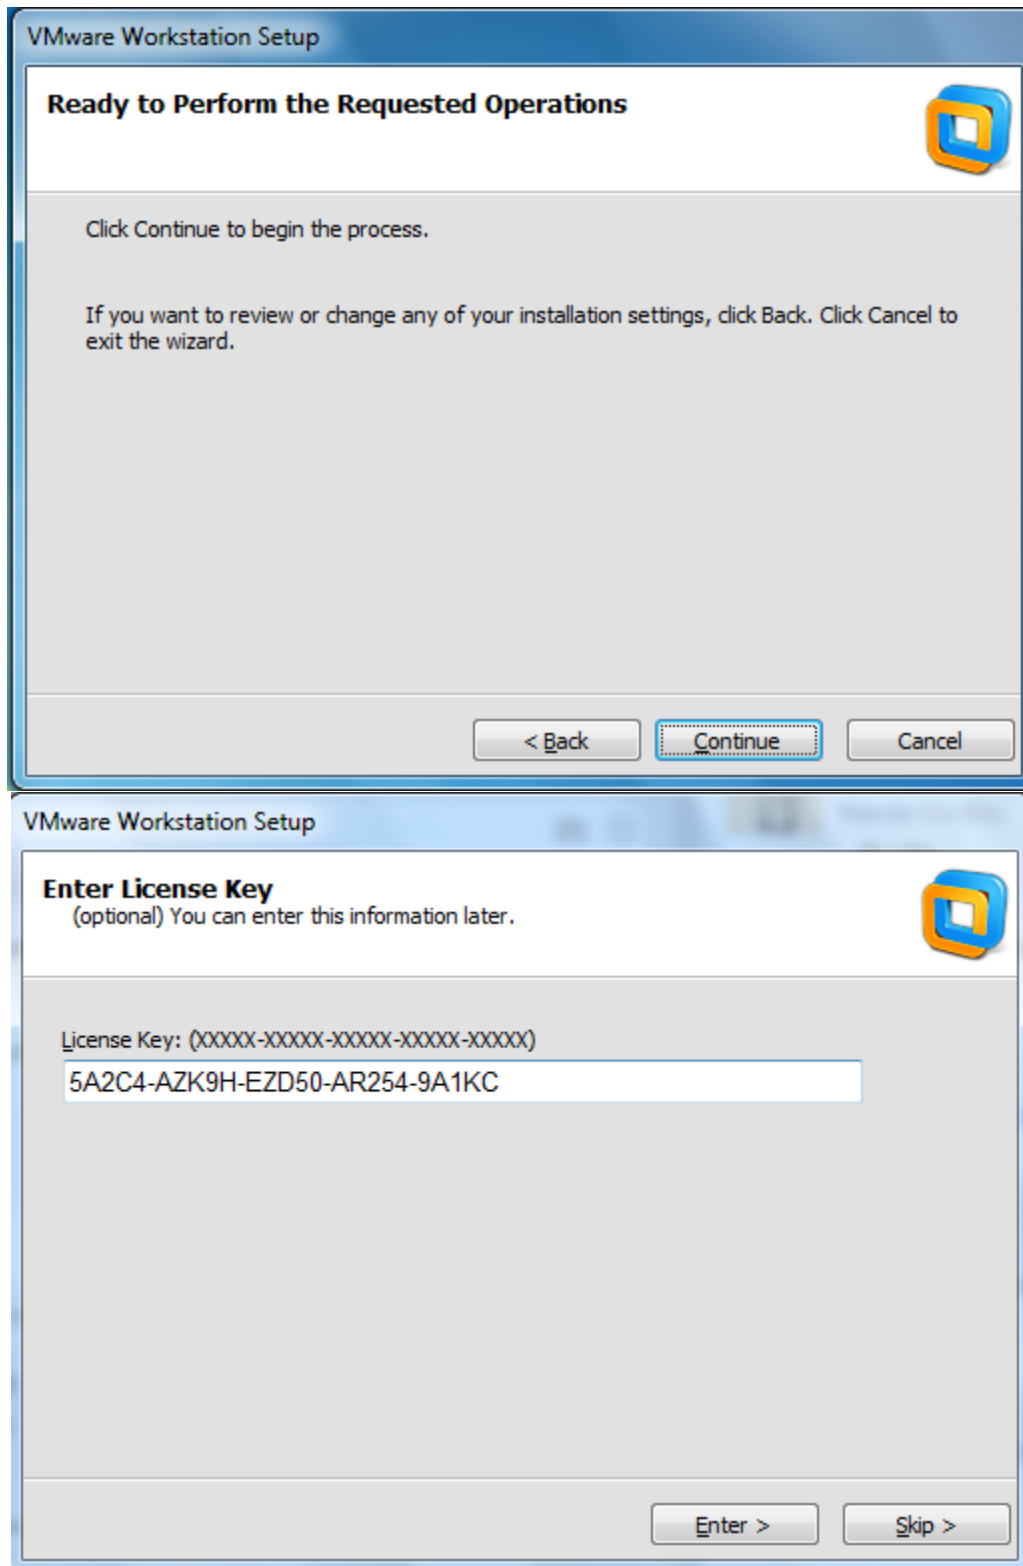 VMware Workstation Setup
Ready to Perform the Requested Operations
Click Continue to begin the process.
If you want to review or change any of your installation settings, click Back. Click Cancel to
exit the wizard.
< Back
Continue
Cancel
VMware Workstation Setup
Enter License Key
(optional) You can enter this information later.
License Key: (XXXXX-XXXXX-XXXXX-XXXXX-XXXXX)
5A2C4-AZK9H-EZD50-AR254-9A1KC
Enter >
Skip >